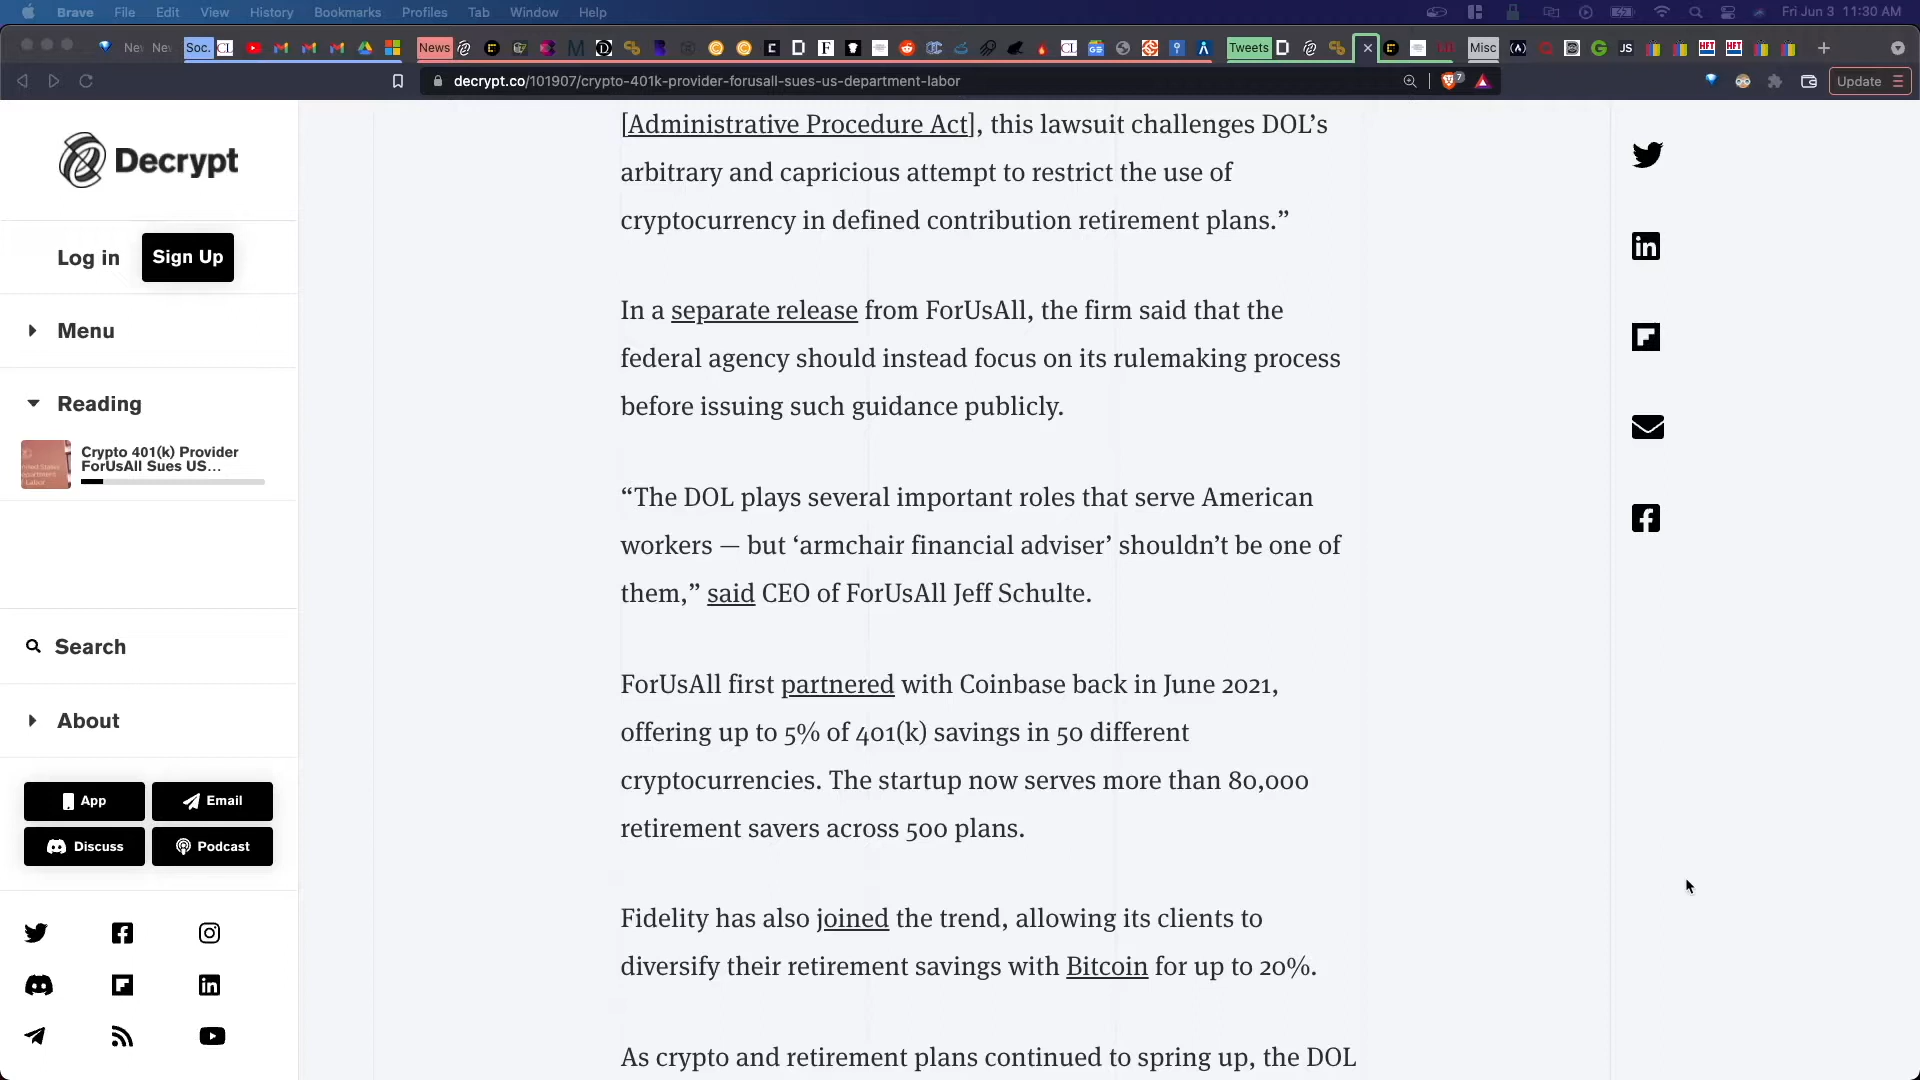 Brave File Edit View History Bookmarks Profiles Tab Window Help Fri Jun 3 11:30 AM
Soc. News Tweets Misc
decrypt.co/101907/crypto-401k-provider-forusall-sues-us-department-labor 7 Update
Decrypt
Log in Sign Up
Menu
Reading
Crypto 401(k) Provider
ForUsAll Sues US...
Search
About
App Email
Discuss Podcast
[Administrative Procedure Act], this lawsuit challenges DOL’s
arbitrary and capricious attempt to restrict the use of
cryptocurrency in defined contribution retirement plans.”
In a separate release from ForUsAll, the firm said that the
federal agency should instead focus on its rulemaking process
before issuing such guidance publicly.
“The DOL plays several important roles that serve American
workers — but ‘armchair financial adviser’ shouldn’t be one of
them,” said CEO of ForUsAll Jeff Schulte.
ForUsAll first partnered with Coinbase back in June 2021,
offering up to 5% of 401(k) savings in 50 different
cryptocurrencies. The startup now serves more than 80,000
retirement savers across 500 plans.
Fidelity has also joined the trend, allowing its clients to
diversify their retirement savings with Bitcoin for up to 20%.
As crypto and retirement plans continued to spring up, the DOL